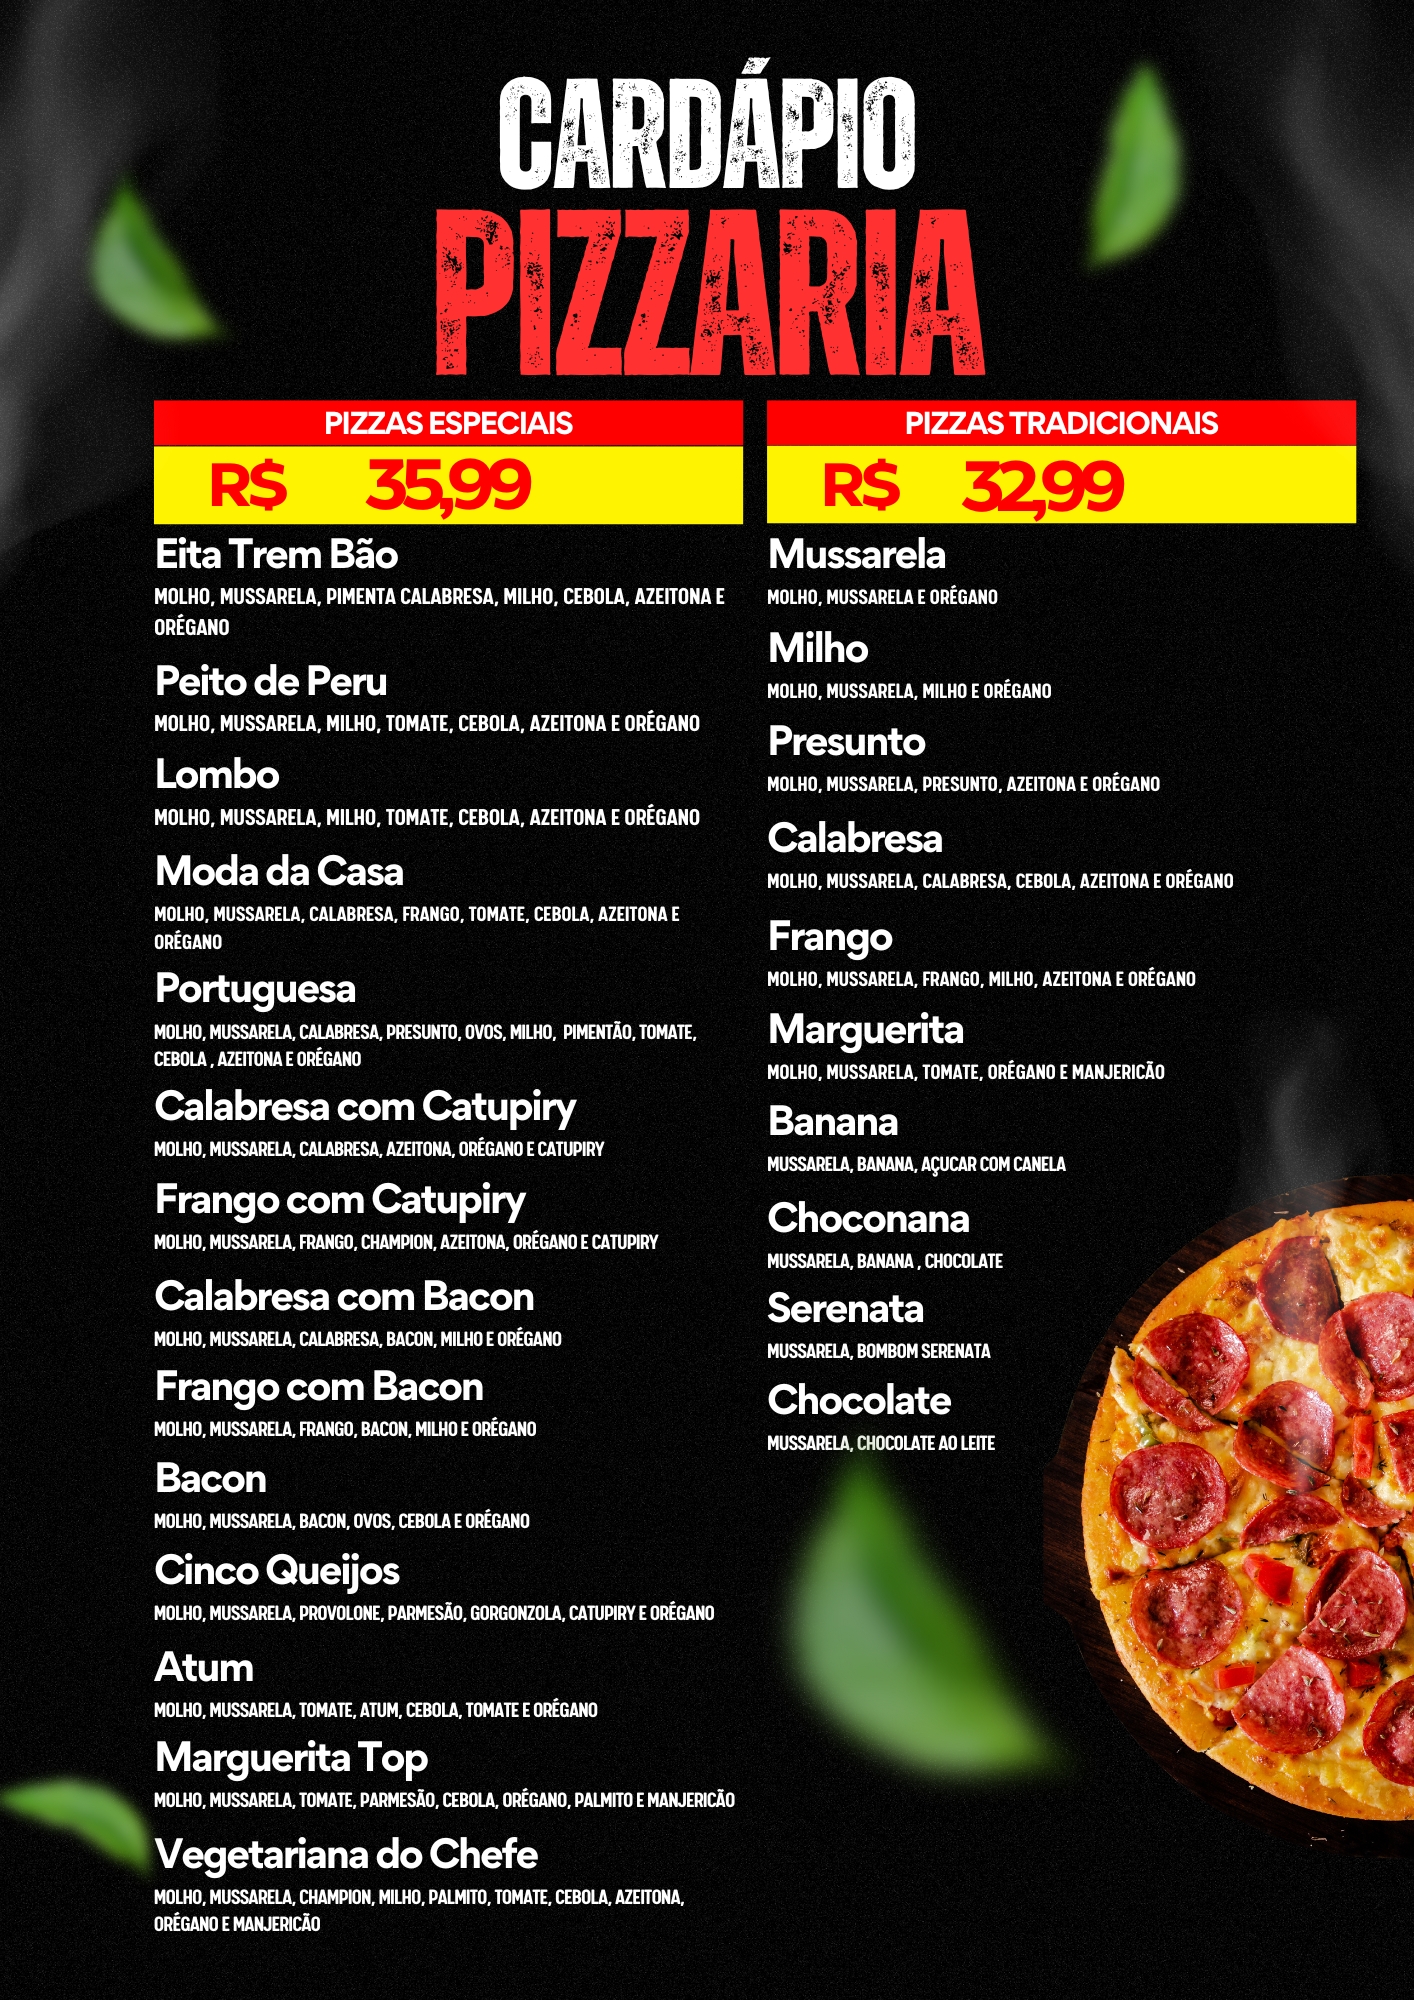 CARDÁPIO
PIZZARIA
PIZZAS ESPECIAIS
R$ 35,99
Eita Trem Bão
MOLHO, MUSSARELA, PIMENTA CALABRESA, MILHO, CEBOLA, AZEITONA E
ORÉGANO
Peito de Peru
MOLHO, MUSSARELA, MILHO, TOMATE, CEBOLA, AZEITONA E ORÉGANO
Lombo
MOLHO, MUSSARELA, MILHO, TOMATE, CEBOLA, AZEITONA E ORÉGANO
Moda da Casa
MOLHO, MUSSARELA, CALABRESA, FRANGO, TOMATE, CEBOLA, AZEITONA E
ORÉGANO
Portuguesa
MOLHO, MUSSARELA, CALABRESA, PRESUNTO, OVOS, MILHO, PIMENTÃO, TOMATE,
CEBOLA , AZEITONA E ORÉGANO
Calabresa com Catupiry
MOLHO, MUSSARELA, CALABRESA, AZEITONA, ORÉGANO E CATUPIRY
Frango com Catupiry
MOLHO, MUSSARELA, FRANGO, CHAMPION, AZEITONA, ORÉGANO E CATUPIRY
Calabresa com Bacon
MOLHO, MUSSARELA, CALABRESA, BACON, MILHO E ORÉGANO
Frango com Bacon
MOLHO, MUSSARELA, FRANGO, BACON, MILHO E ORÉGANO
Bacon
MOLHO, MUSSARELA, BACON, OVOS, CEBOLA E ORÉGANO
Cinco Queijos
MOLHO, MUSSARELA, PROVOLONE, PARMESÃO, GORGONZOLA, CATUPIRY E ORÉGANO
Atum
MOLHO, MUSSARELA, TOMATE, ATUM, CEBOLA, TOMATE E ORÉGANO
Marguerita Top
MOLHO, MUSSARELA, TOMATE, PARMESÃO, CEBOLA, ORÉGANO, PALMITO E MANJERICÃO
Vegetariana do Chefe
MOLHO, MUSSARELA, CHAMPION, MILHO, PALMITO, TOMATE, CEBOLA, AZEITONA,
ORÉGANO E MANJERICÃO
PIZZAS TRADICIONAIS
R$ 32,99
Mussarela
MOLHO, MUSSARELA E ORÉGANO
Milho
MOLHO, MUSSARELA, MILHO E ORÉGANO
Presunto
MOLHO, MUSSARELA, PRESUNTO, AZEITONA E ORÉGANO
Calabresa
MOLHO, MUSSARELA, CALABRESA, CEBOLA, AZEITONA E ORÉGANO
Frango
MOLHO, MUSSARELA, FRANGO, MILHO, AZEITONA E ORÉGANO
Marguerita
MOLHO, MUSSARELA, TOMATE, ORÉGANO E MANJERICÃO
Banana
MUSSARELA, BANANA, AÇUCAR COM CANELA
Choconana
MUSSARELA, BANANA , CHOCOLATE
Serenata
MUSSARELA, BOMBOM SERENATA
Chocolate
MUSSARELA, CHOCOLATE AO LEITE